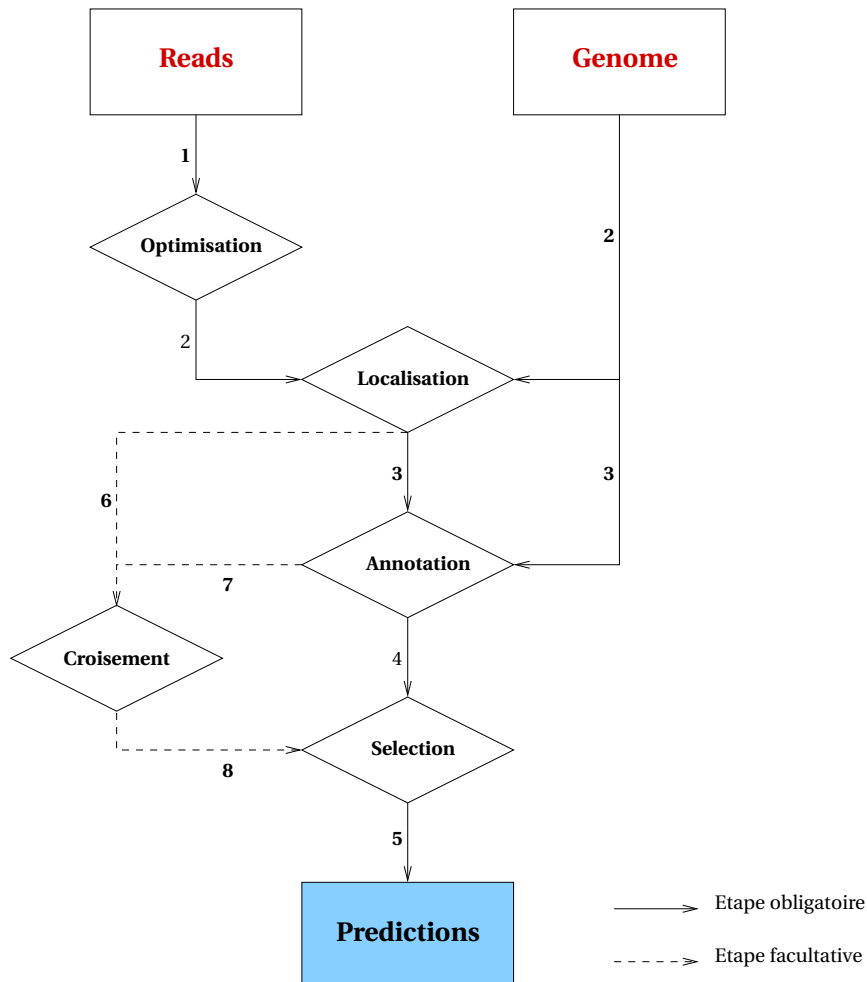 Reads
Genome
1
Optimisation
2
2
Localisation
3
3
6
Annotation
7
Croisement
4
Selection
8
5
Predictions
Etape obligatoire
Etape facultative